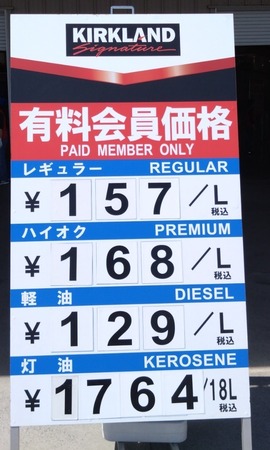 KIRKLAND
Signature
有料会員価格
PAID MEMBER ONLY
レギュラー REGULAR
¥157/L
税込
ハイオク PREMIUM
¥168/L
税込
軽油 DIESEL
¥129/L
税込
灯油 KEROSENE
¥1764/18L
税込